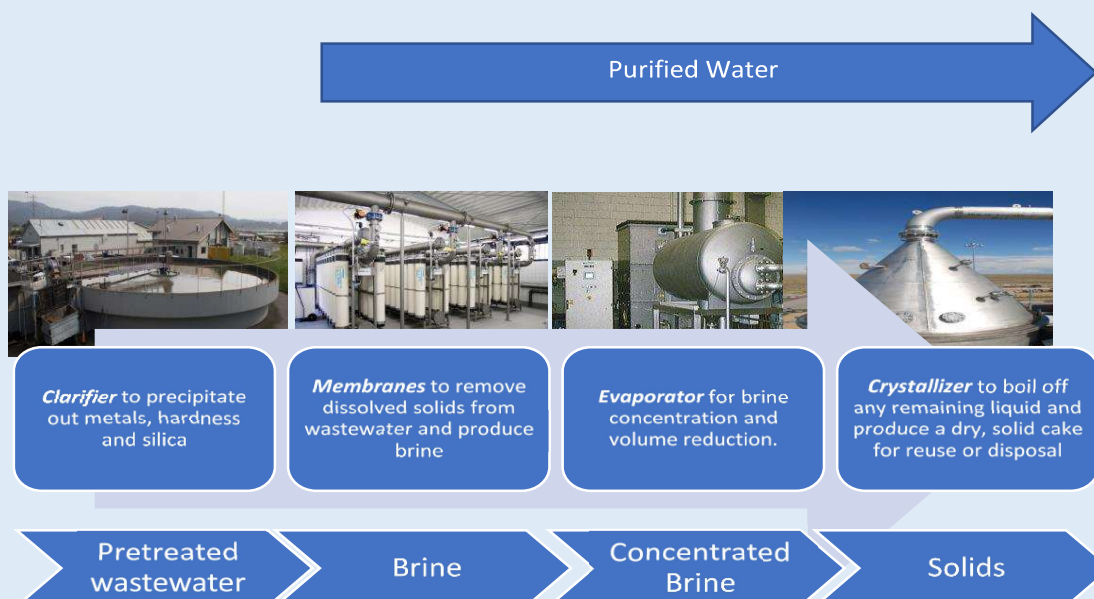 Purified Water
Clarifier to precipitate
out metals, hardness
and silica
Membranes to remove
dissolved solids from
wastewater and produce
brine
Evaporator for brine
concentration and
volume reduction.
Crystallizer to boil off
any remaining liquid and
produce a dry, solid cake
for reuse or disposal
Pretreated
wastewater
Brine
Concentrated
Brine
Solids